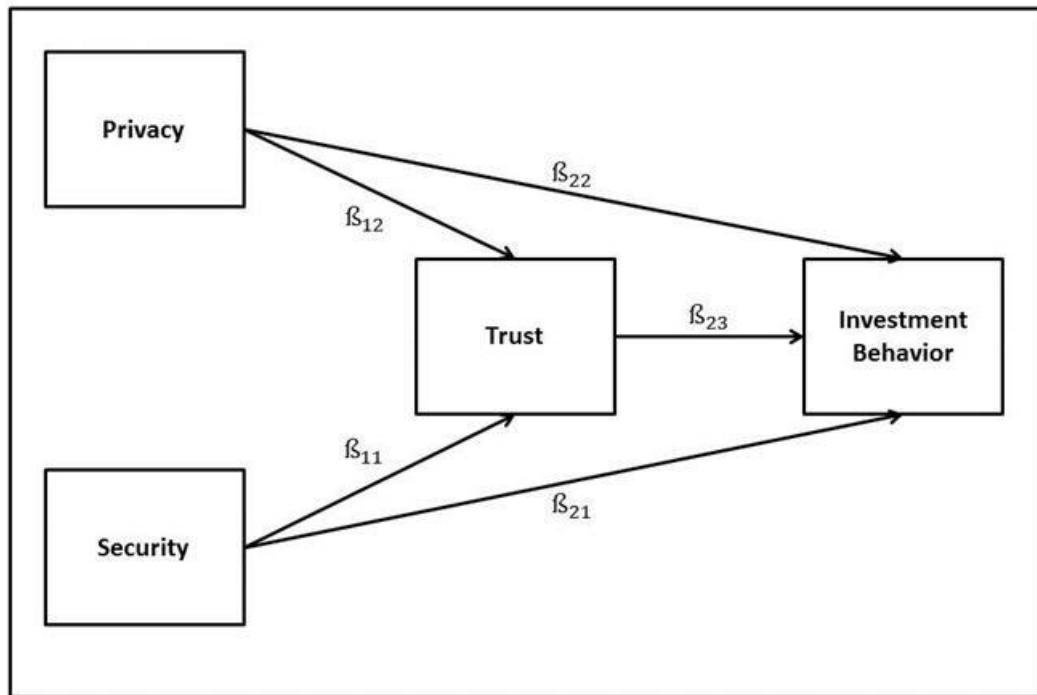 Privacy
ß22
ß12
Trust
ß23
Investment
Behavior
ß11
Security
ß21